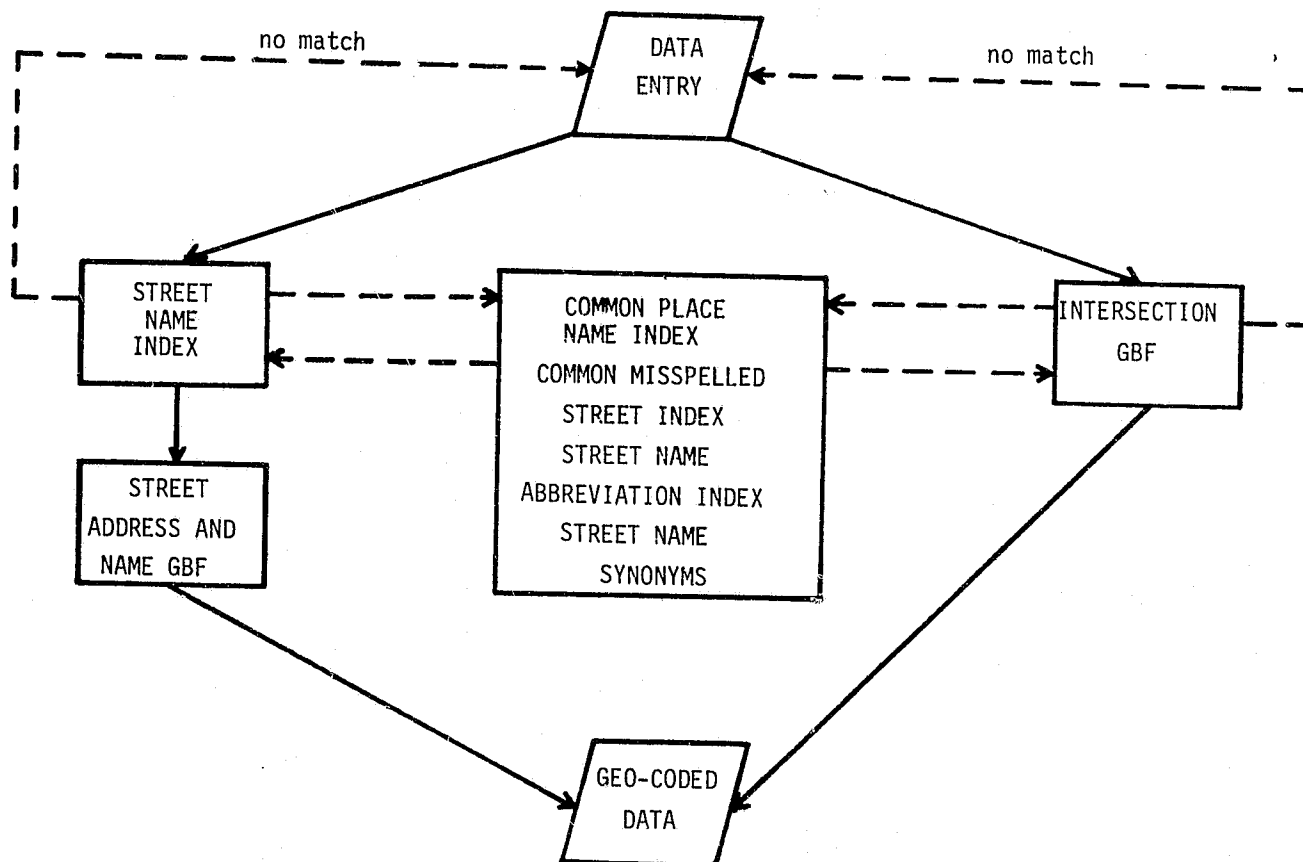 no match
DATA
ENTRY
no match
STREET
NAME
INDEX
COMMON PLACE
NAME INDEX
COMMON MISSPELLED
STREET INDEX
STREET NAME
ABBREVIATION INDEX
STREET NAME
SYNONYMS
INTERSECTION
GBF
STREET
ADDRESS AND
NAME GBF
GEO-CODED
DATA